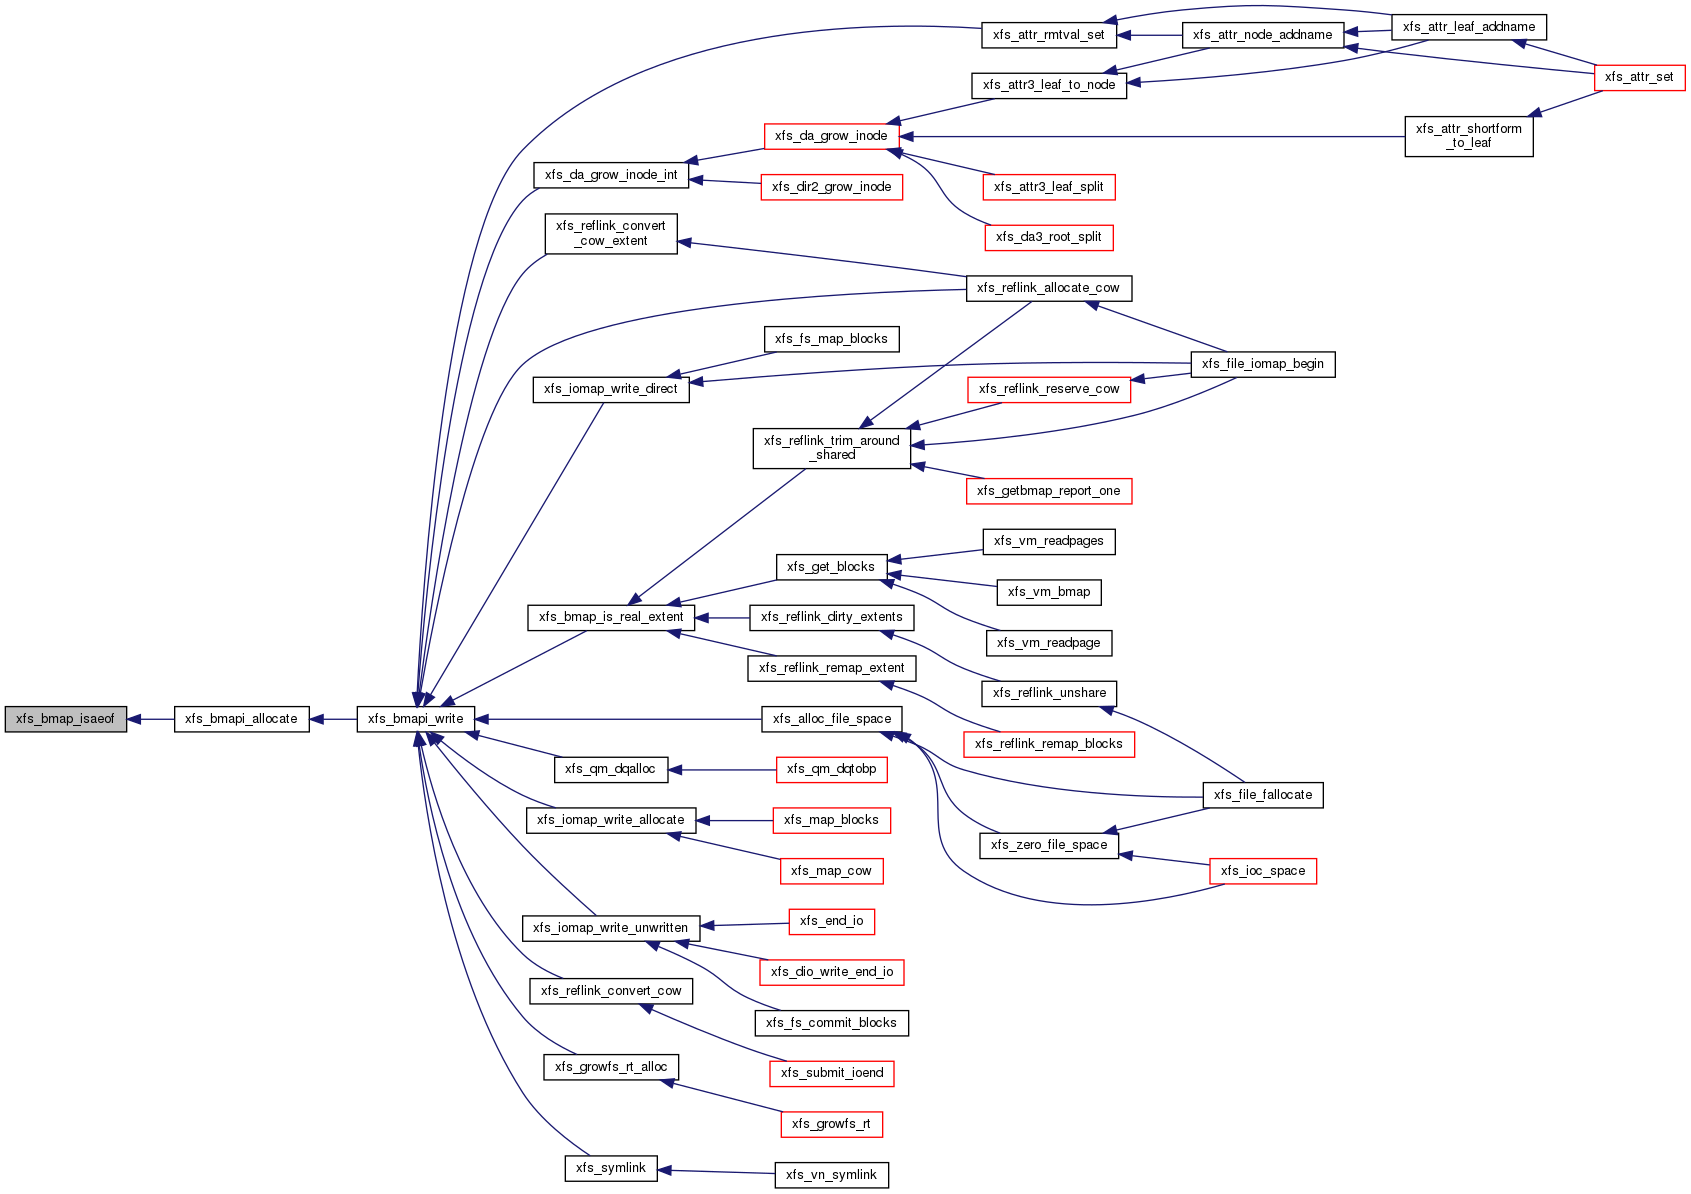 xfs_bmap_isaeof
xfs_bmapi_allocate
xfs_bmapi_write
xfs_attr_rmtval_set
xfs_attr_node_addname
xfs_attr_leaf_addname
xfs_attr_set
xfs_attr3_leaf_to_node
xfs_da_grow_inode
xfs_attr_shortform
_to_leaf
xfs_da_grow_inode_int
xfs_dir2_grow_inode
xfs_attr3_leaf_split
xfs_da3_root_split
xfs_reflink_convert
_cow_extent
xfs_reflink_allocate_cow
xfs_fs_map_blocks
xfs_iomap_write_direct
xfs_file_iomap_begin
xfs_reflink_reserve_cow
xfs_reflink_trim_around
_shared
xfs_getbmap_report_one
xfs_vm_readpages
xfs_get_blocks
xfs_vm_bmap
xfs_bmap_is_real_extent
xfs_reflink_dirty_extents
xfs_vm_readpage
xfs_reflink_remap_extent
xfs_reflink_unshare
xfs_alloc_file_space
xfs_reflink_remap_blocks
xfs_qm_dqalloc
xfs_qm_dqtobp
xfs_file_fallocate
xfs_iomap_write_allocate
xfs_map_blocks
xfs_zero_file_space
xfs_map_cow
xfs_ioc_space
xfs_iomap_write_unwritten
xfs_end_io
xfs_dio_write_end_io
xfs_reflink_convert_cow
xfs_fs_commit_blocks
xfs_growfs_rt_alloc
xfs_submit_ioend
xfs_growfs_rt
xfs_symlink
xfs_vn_symlink